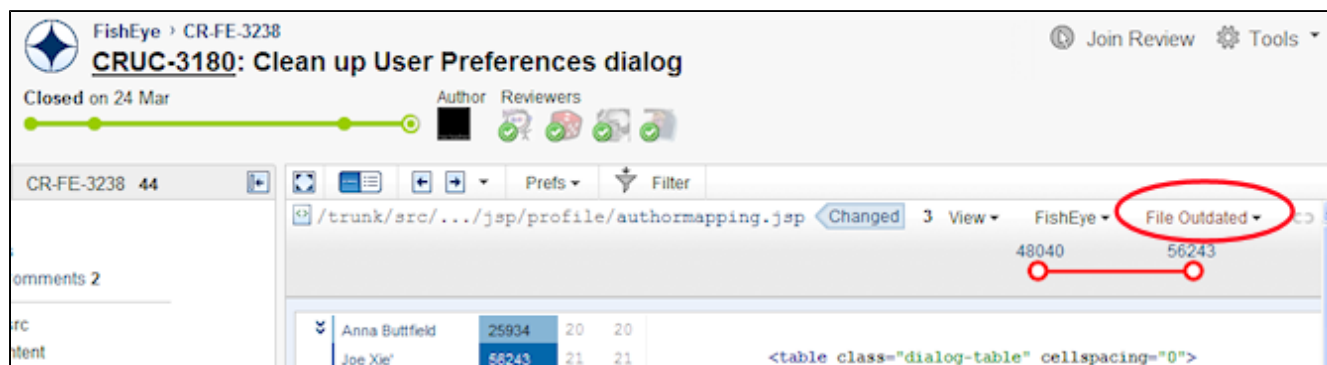 FishEye › CR-FE-3238
CRUC-3180: Clean up User Preferences dialog
Join Review Tools
Closed on 24 Mar
Author Reviewers
CR-FE-3238 44
Prefs Filter
/trunk/src/.../jsp/profile/authormapping.jsp Changed 3 View FishEye File Outdated
48040 56243
omments 2
rc
ntent
Anna Buttfield 25934 20 20
Joe Xie' 56243 21 21 <table class="dialog-table" cellspacing="0">